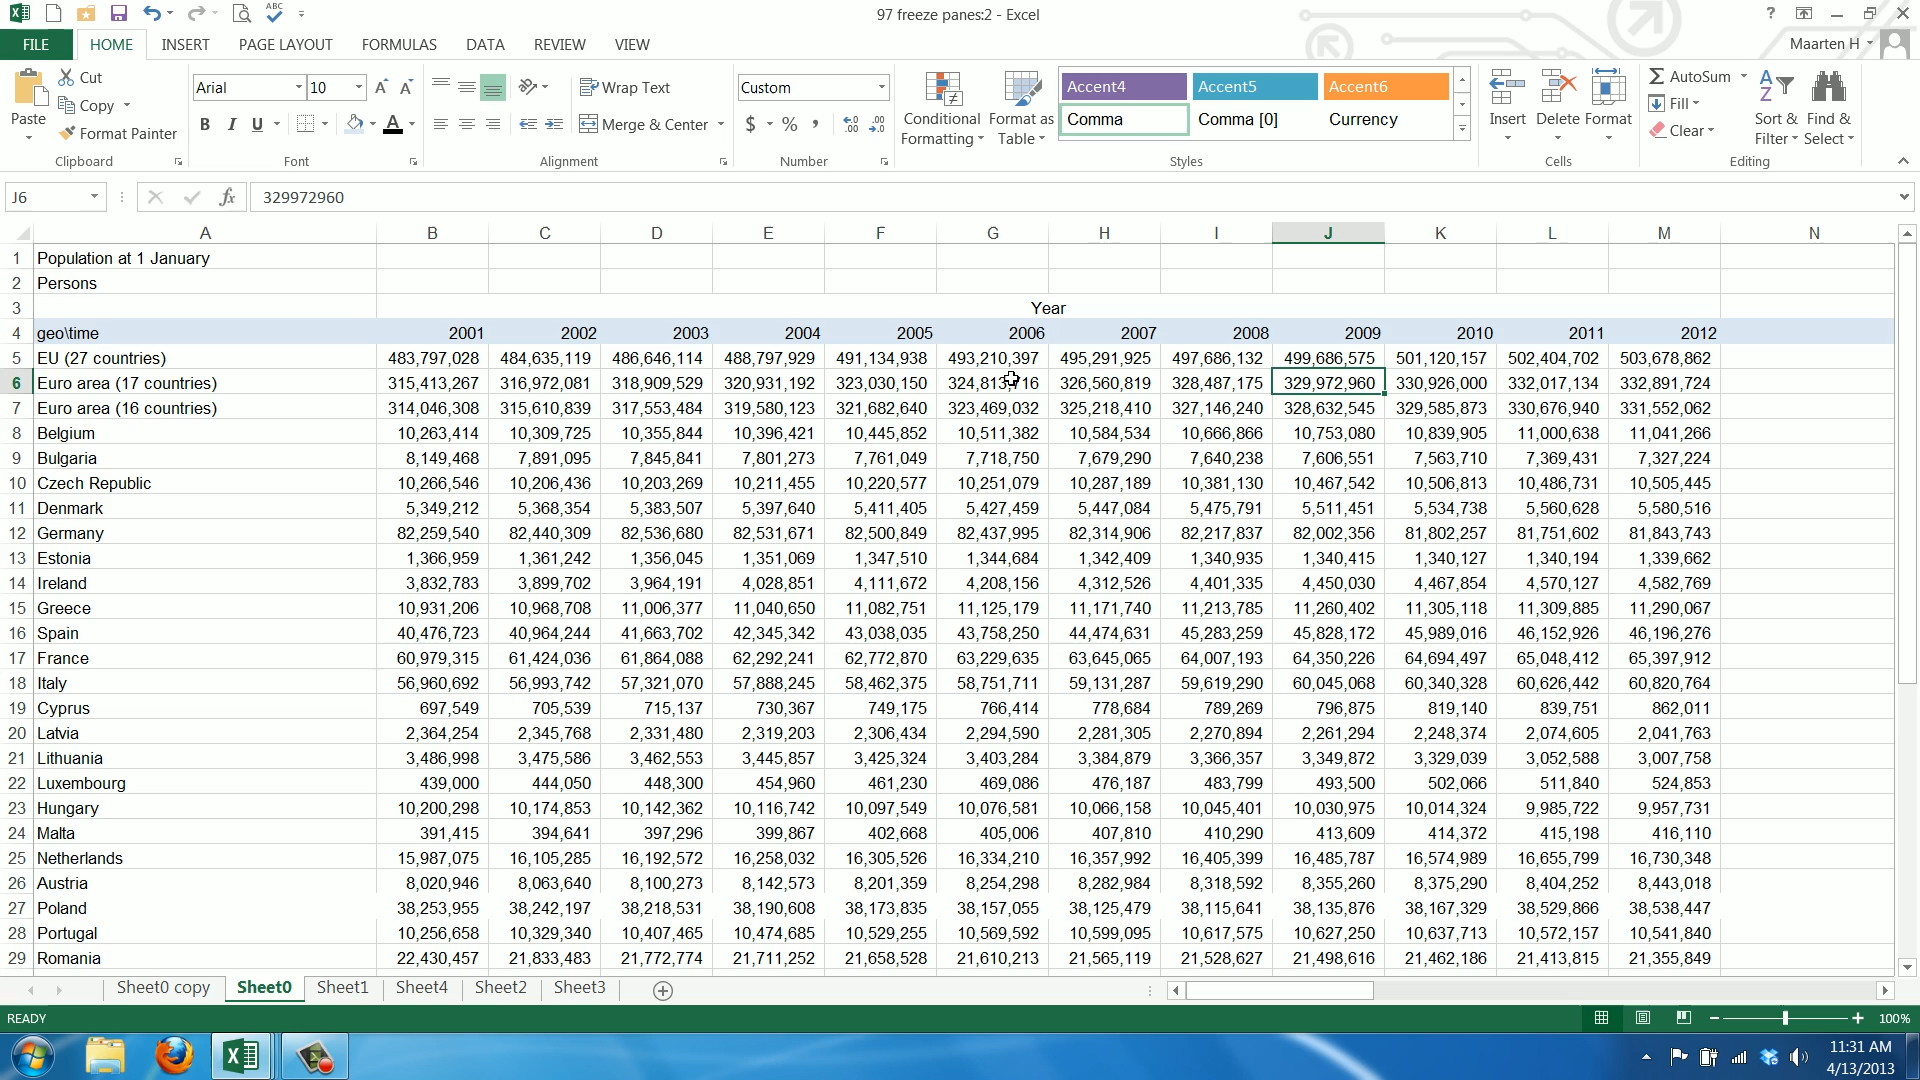 ABC
97 freeze panes:2 - Excel
?
FILE HOME INSERT PAGE LAYOUT FORMULAS DATA REVIEW VIEW Maarten H
Paste
Cut
Copy
Format Painter
Clipboard
Arial 10 A A
B I U A
Font
Wrap Text
Merge & Center
Alignment
Custom
$ % , .00 .0
Number
Conditional Formatting
Format as Table
Accent4 Accent5 Accent6
Comma Comma [0] Currency
Styles
Insert Delete Format
Cells
AutoSum
Fill
Clear
Sort & Filter
Find & Select
Editing
J6 fx 329972960
A B C D E F G H I J K L M N
1 Population at 1 January
2 Persons
3 Year
4 geo\time 2001 2002 2003 2004 2005 2006 2007 2008 2009 2010 2011 2012
5 EU (27 countries) 483,797,028 484,635,119 486,646,114 488,797,929 491,134,938 493,210,397 495,291,925 497,686,132 499,686,575 501,120,157 502,404,702 503,678,862
6 Euro area (17 countries) 315,413,267 316,972,081 318,909,529 320,931,192 323,030,150 324,813,716 326,560,819 328,487,175 329,972,960 330,926,000 332,017,134 332,891,724
7 Euro area (16 countries) 314,046,308 315,610,839 317,553,484 319,580,123 321,682,640 323,469,032 325,218,410 327,146,240 328,632,545 329,585,873 330,676,940 331,552,062
8 Belgium 10,263,414 10,309,725 10,355,844 10,396,421 10,445,852 10,511,382 10,584,534 10,666,866 10,753,080 10,839,905 11,000,638 11,041,266
9 Bulgaria 8,149,468 7,891,095 7,845,841 7,801,273 7,761,049 7,718,750 7,679,290 7,640,238 7,606,551 7,563,710 7,369,431 7,327,224
10 Czech Republic 10,266,546 10,206,436 10,203,269 10,211,455 10,220,577 10,251,079 10,287,189 10,381,130 10,467,542 10,506,813 10,486,731 10,505,445
11 Denmark 5,349,212 5,368,354 5,383,507 5,397,640 5,411,405 5,427,459 5,447,084 5,475,791 5,511,451 5,534,738 5,560,628 5,580,516
12 Germany 82,259,540 82,440,309 82,536,680 82,531,671 82,500,849 82,437,995 82,314,906 82,217,837 82,002,356 81,802,257 81,751,602 81,843,743
13 Estonia 1,366,959 1,361,242 1,356,045 1,351,069 1,347,510 1,344,684 1,342,409 1,340,935 1,340,415 1,340,127 1,340,194 1,339,662
14 Ireland 3,832,783 3,899,702 3,964,191 4,028,851 4,111,672 4,208,156 4,312,526 4,401,335 4,450,030 4,467,854 4,570,127 4,582,769
15 Greece 10,931,206 10,968,708 11,006,377 11,040,650 11,082,751 11,125,179 11,171,740 11,213,785 11,260,402 11,305,118 11,309,885 11,290,067
16 Spain 40,476,723 40,964,244 41,663,702 42,345,342 43,038,035 43,758,250 44,474,631 45,283,259 45,828,172 45,989,016 46,152,926 46,196,276
17 France 60,979,315 61,424,036 61,864,088 62,292,241 62,772,870 63,229,635 63,645,065 64,007,193 64,350,226 64,694,497 65,048,412 65,397,912
18 Italy 56,960,692 56,993,742 57,321,070 57,888,245 58,462,375 58,751,711 59,131,287 59,619,290 60,045,068 60,340,328 60,626,442 60,820,764
19 Cyprus 697,549 705,539 715,137 730,367 749,175 766,414 778,684 789,269 796,875 819,140 839,751 862,011
20 Latvia 2,364,254 2,345,768 2,331,480 2,319,203 2,306,434 2,294,590 2,281,305 2,270,894 2,261,294 2,248,374 2,074,605 2,041,763
21 Lithuania 3,486,998 3,475,586 3,462,553 3,445,857 3,425,324 3,403,284 3,384,879 3,366,357 3,349,872 3,329,039 3,052,588 3,007,758
22 Luxembourg 439,000 444,050 448,300 454,960 461,230 469,086 476,187 483,799 493,500 502,066 511,840 524,853
23 Hungary 10,200,298 10,174,853 10,142,362 10,116,742 10,097,549 10,076,581 10,066,158 10,045,401 10,030,975 10,014,324 9,985,722 9,957,731
24 Malta 391,415 394,641 397,296 399,867 402,668 405,006 407,810 410,290 413,609 414,372 415,198 416,110
25 Netherlands 15,987,075 16,105,285 16,192,572 16,258,032 16,305,526 16,334,210 16,357,992 16,405,399 16,485,787 16,574,989 16,655,799 16,730,348
26 Austria 8,020,946 8,063,640 8,100,273 8,142,573 8,201,359 8,254,298 8,282,984 8,318,592 8,355,260 8,375,290 8,404,252 8,443,018
27 Poland 38,253,955 38,242,197 38,218,531 38,190,608 38,173,835 38,157,055 38,125,479 38,115,641 38,135,876 38,167,329 38,529,866 38,538,447
28 Portugal 10,256,658 10,329,340 10,407,465 10,474,685 10,529,255 10,569,592 10,599,095 10,617,575 10,627,250 10,637,713 10,572,157 10,541,840
29 Romania 22,430,457 21,833,483 21,772,774 21,711,252 21,658,528 21,610,213 21,565,119 21,528,627 21,498,616 21,462,186 21,413,815 21,355,849
Sheet0 copy Sheet0 Sheet1 Sheet4 Sheet2 Sheet3
READY 100%
11:31 AM
4/13/2013